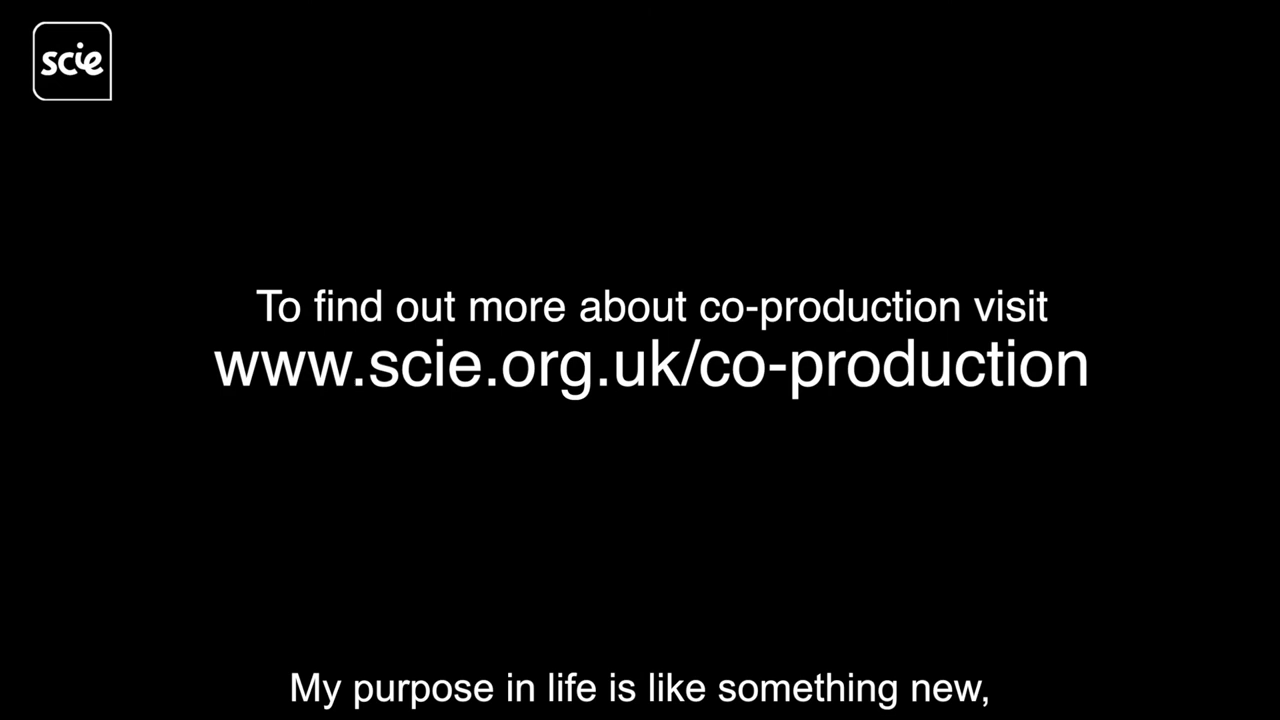 scie
To find out more about co-production visit
www.scie.org.uk/co-production
My purpose in life is like something new,